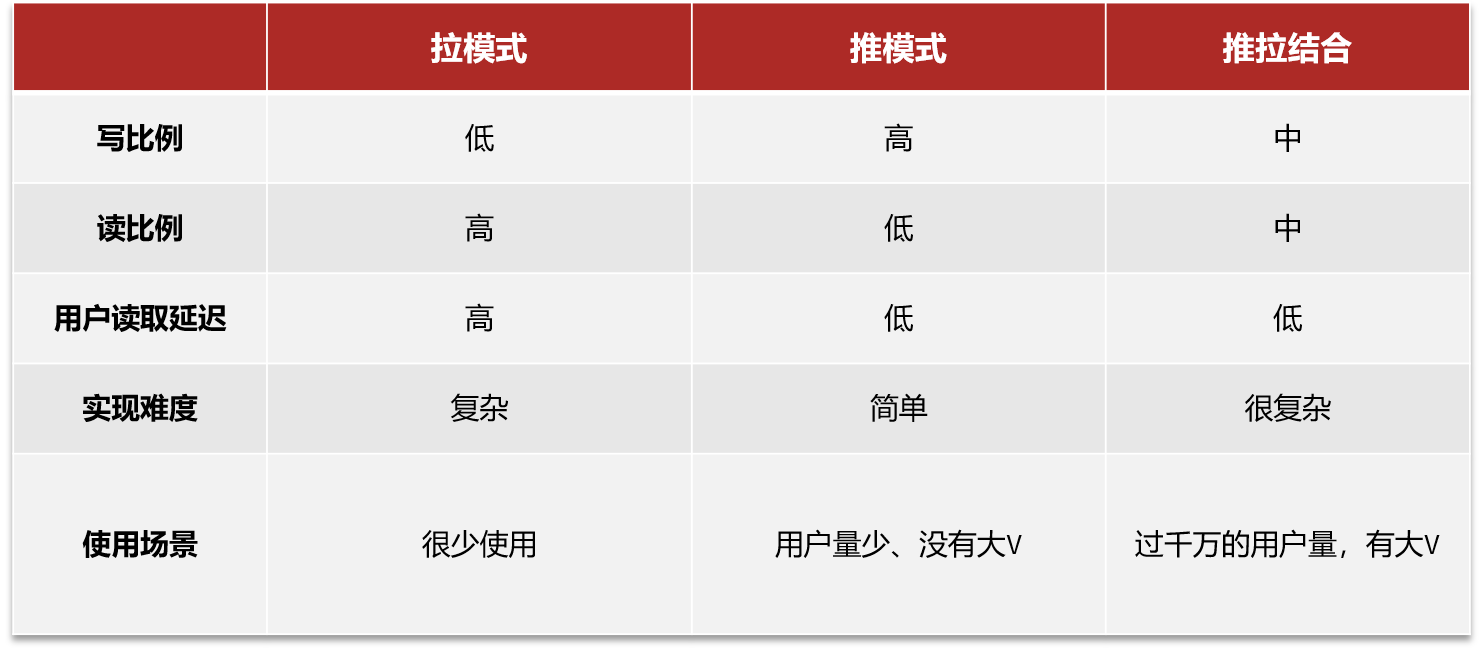 拉模式 推模式 推拉结合
写比例 低 高 中
读比例 高 低 中
用户读取延迟 高 低 低
实现难度 复杂 简单 很复杂
使用场景 很少使用 用户量少、没有大V 过千万的用户量，有大V